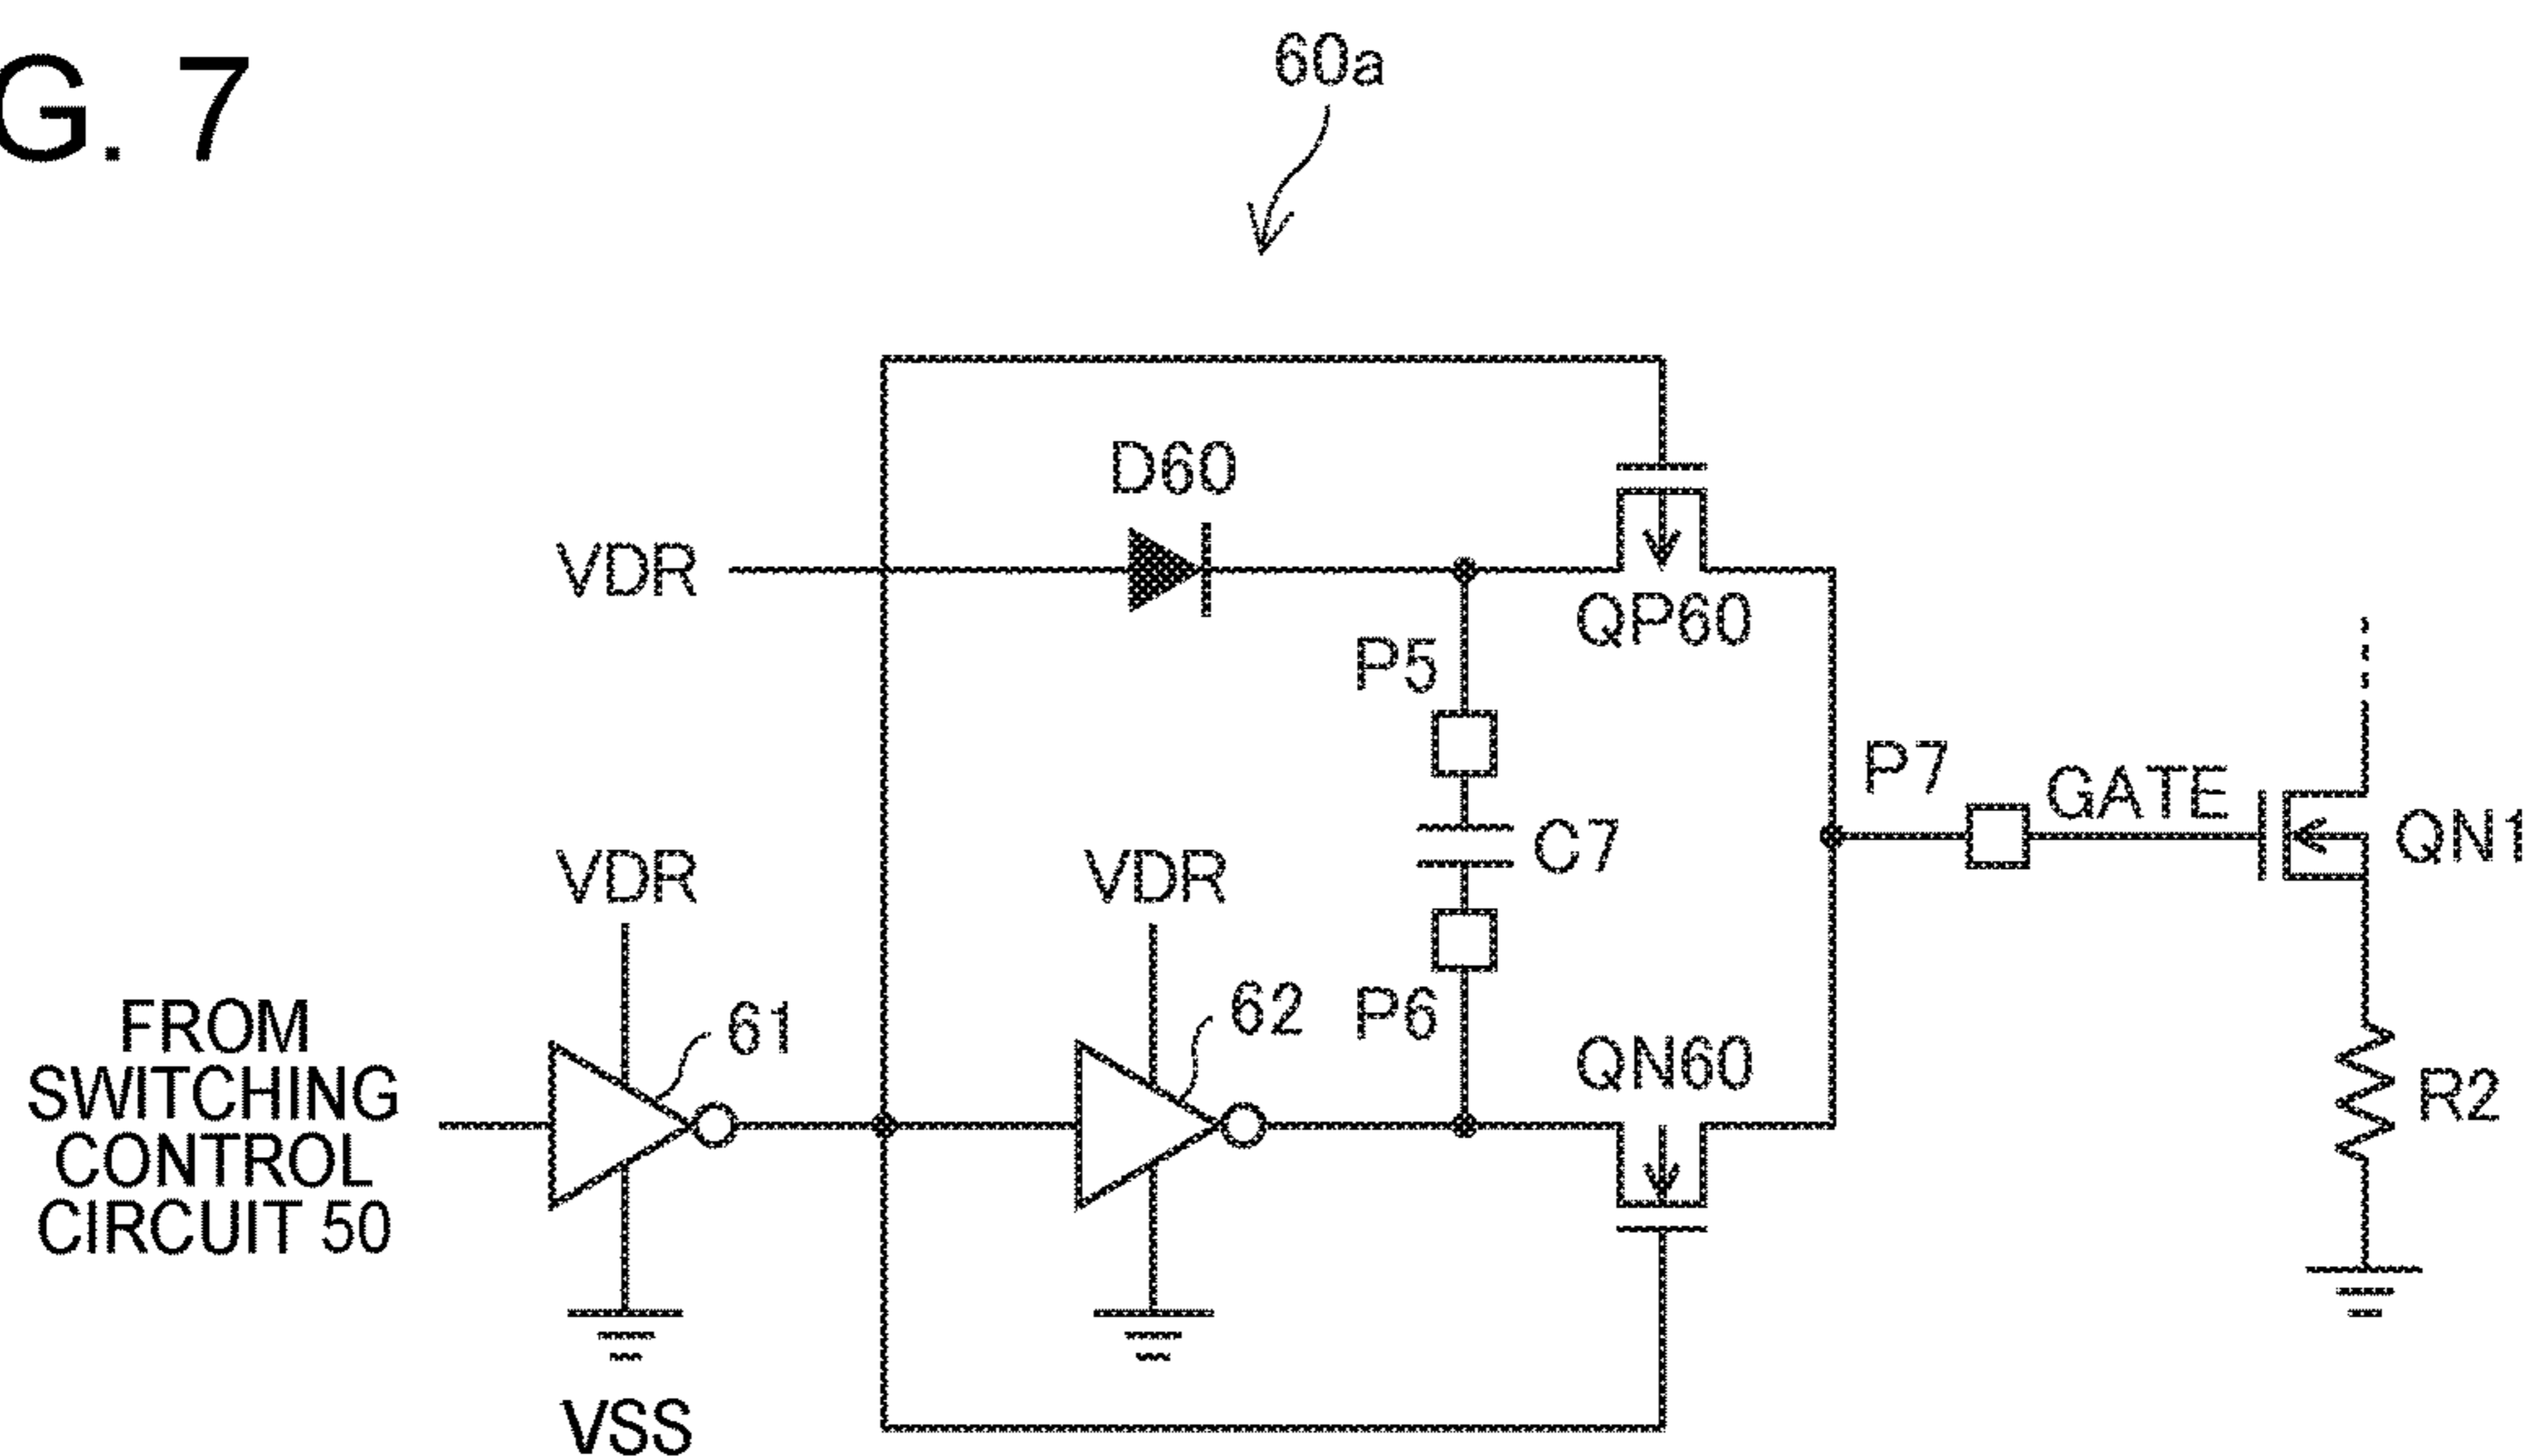 G. 7
60a
D60
VDR
QP60
P5
P7
GATE
QN1
C7
VDR
VDR
61
62
P6
QN60
R2
FROM
SWITCHING
CONTROL
CIRCUIT 50
VSS